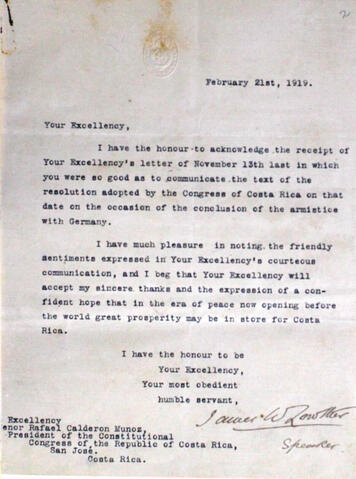 2
February 21st, 1919.
Your Excellency,
I have the honour to acknowledge the receipt of
Your Excellency's letter of November 13th last in which
you were so good as to communicate the text of the
resolution adopted by the Congress of Costa Rica on that
date on the occasion of the conclusion of the armistice
with Germany.
I have much pleasure in noting the friendly
sentiments expressed in Your Excellency's courteous
communication, and I beg that Your Excellency will
accept my sincere thanks and the expression of a con-
fident hope that in the era of peace now opening before
the world great prosperity may be in store for Costa
Rica.
I have the honour to be
Your Excellency,
Your most obedient
humble servant,
James W Lowther
Speaker.
Excellency
enor Rafael Calderon Munoz,
President of the Constitutional
Congress of the Republic of Costa Rica,
San José.
Costa Rica.